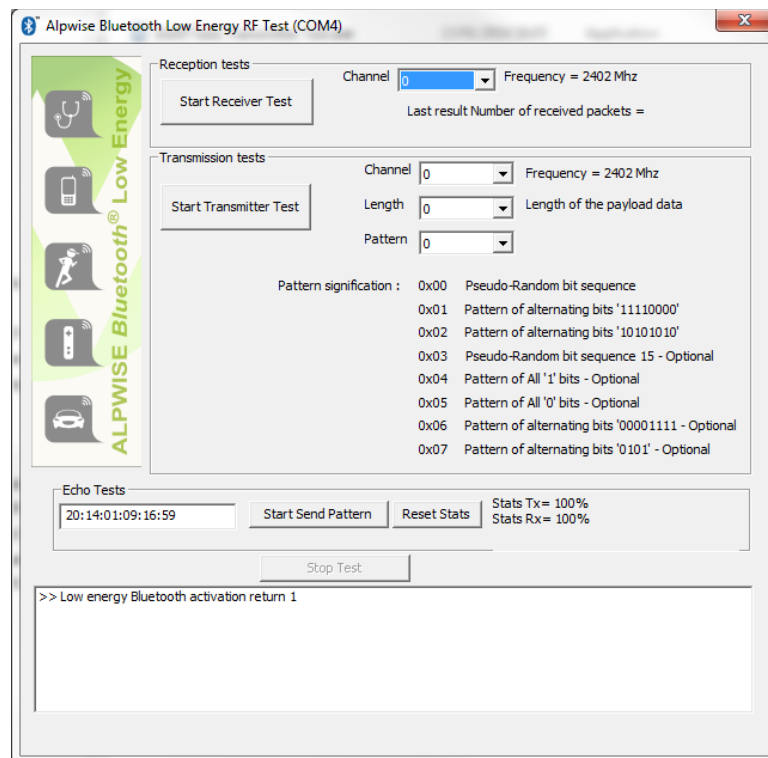 Alpwise Bluetooth Low Energy RF Test (COM4)
ALPWISE Bluetooth® Low Energy
Reception tests
Start Receiver Test
Channel 0 Frequency = 2402 Mhz
Last result Number of received packets =
Transmission tests
Start Transmitter Test
Channel 0 Frequency = 2402 Mhz
Length 0 Length of the payload data
Pattern 0
Pattern signification : 0x00 Pseudo-Random bit sequence
0x01 Pattern of alternating bits '11110000'
0x02 Pattern of alternating bits '10101010'
0x03 Pseudo-Random bit sequence 15 - Optional
0x04 Pattern of All '1' bits - Optional
0x05 Pattern of All '0' bits - Optional
0x06 Pattern of alternating bits '00001111 - Optional
0x07 Pattern of alternating bits '0101' - Optional
Echo Tests
20:14:01:09:16:59 Start Send Pattern Reset Stats
Stats Tx= 100%
Stats Rx= 100%
Stop Test
>> Low energy Bluetooth activation return 1